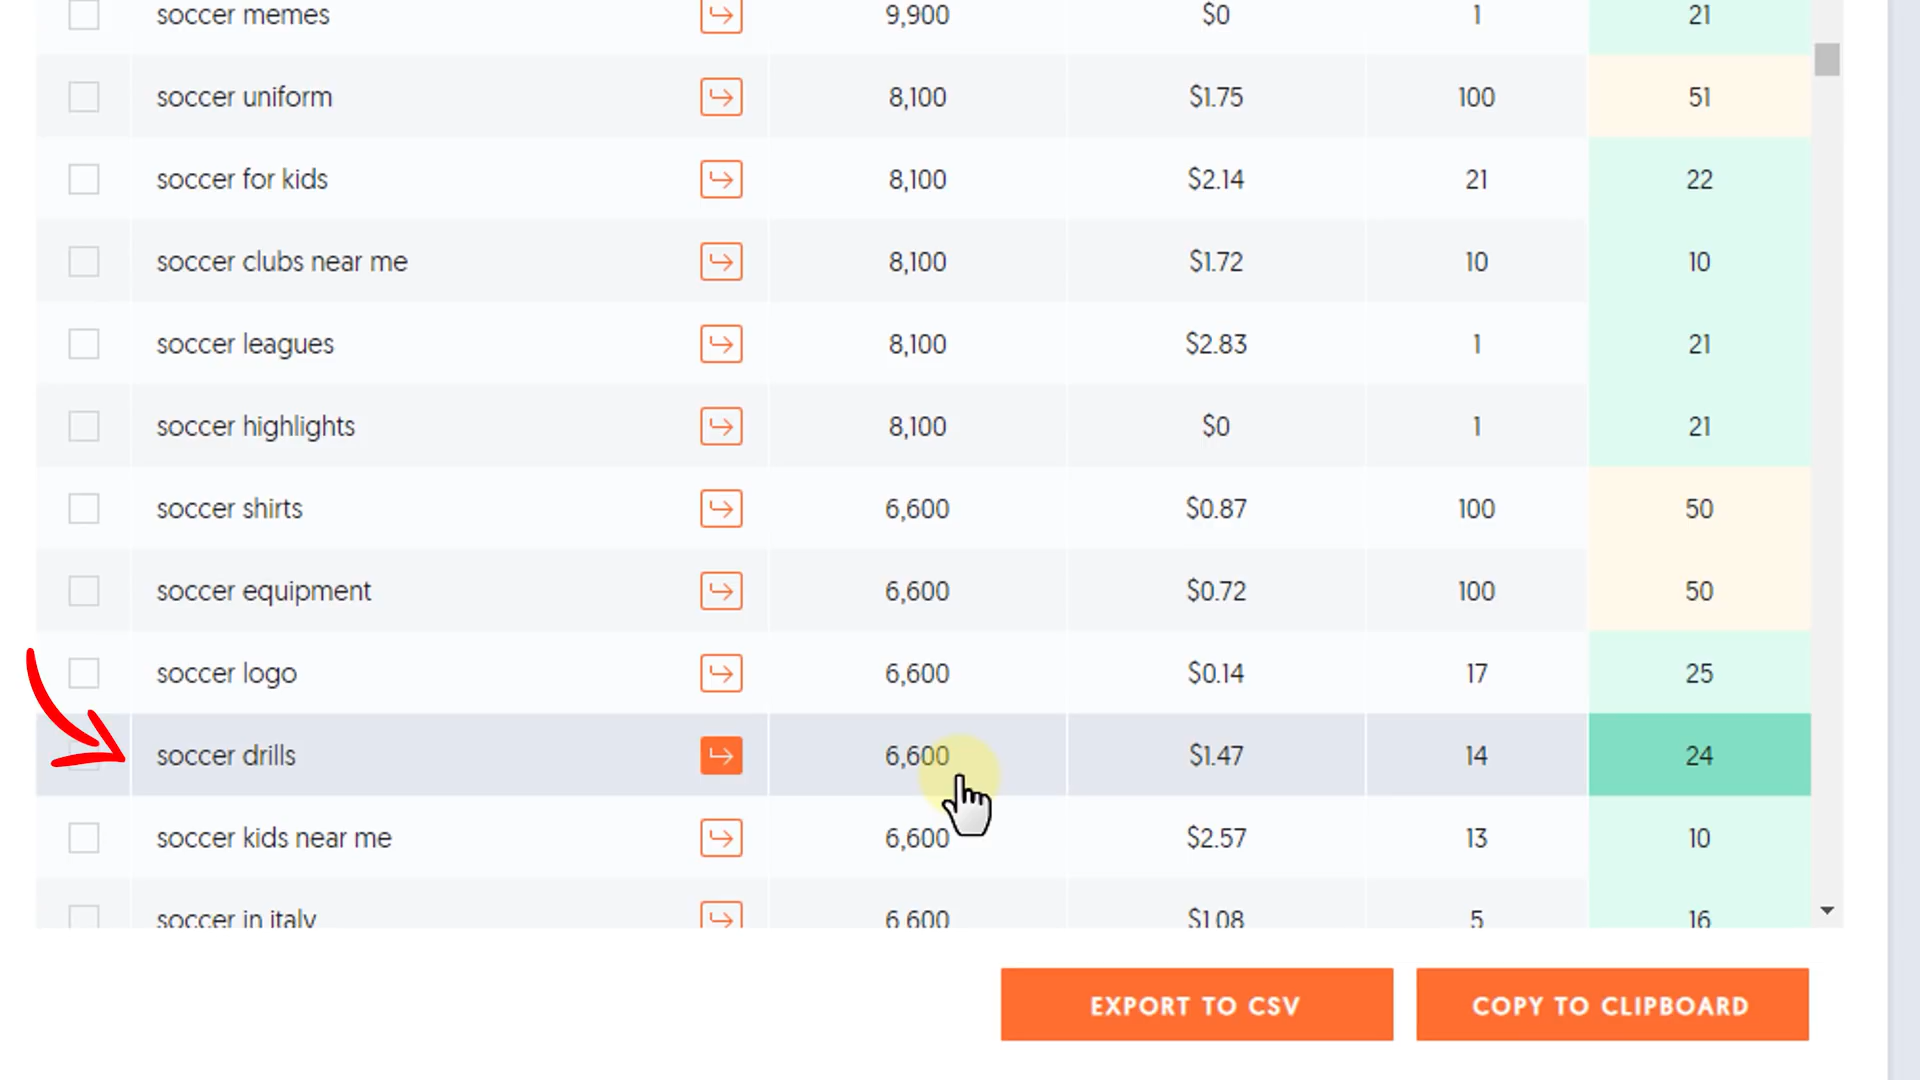 soccer memes 9,900 $0 1 21
soccer uniform 8,100 $1.75 100 51
soccer for kids 8,100 $2.14 21 22
soccer clubs near me 8,100 $1.72 10 10
soccer leagues 8,100 $2.83 1 21
soccer highlights 8,100 $0 1 21
soccer shirts 6,600 $0.87 100 50
soccer equipment 6,600 $0.72 100 50
soccer logo 6,600 $0.14 17 25
soccer drills 6,600 $1.47 14 24
soccer kids near me 6,600 $2.57 13 10
soccer in italy 6,600 $1.08 5 16
EXPORT TO CSV COPY TO CLIPBOARD